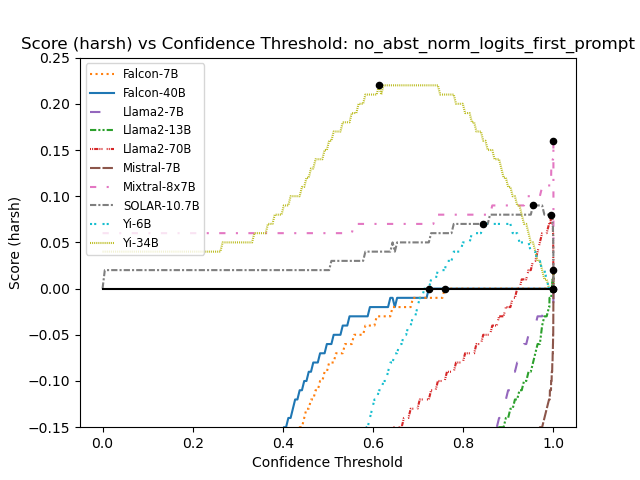 Score (harsh) vs Confidence Threshold: no_abst_norm_logits_first_prompt
0.25
0.20
0.15
0.10
0.05
0.00
−0.05
−0.10
−0.15
Score (harsh)
Falcon-7B
Falcon-40B
Llama2-7B
Llama2-13B
Llama2-70B
Mistral-7B
Mixtral-8x7B
SOLAR-10.7B
Yi-6B
Yi-34B
0.0 0.2 0.4 0.6 0.8 1.0
Confidence Threshold